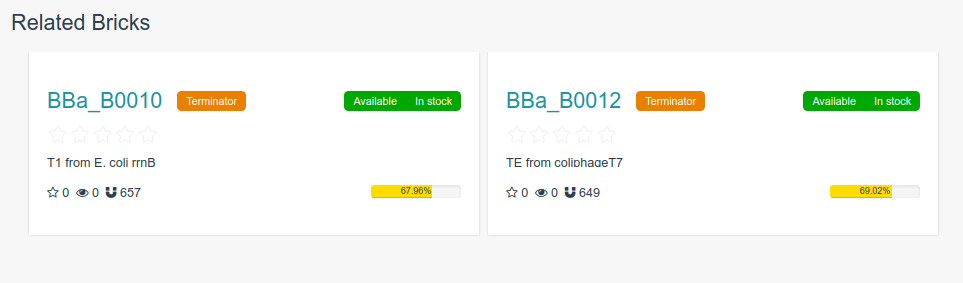 Related Bricks
BBa_B0010 Terminator Available In stock
T1 from E. coli rrnB
0 0 657 67.96%
BBa_B0012 Terminator Available In stock
TE from coliphageT7
0 0 649 69.02%